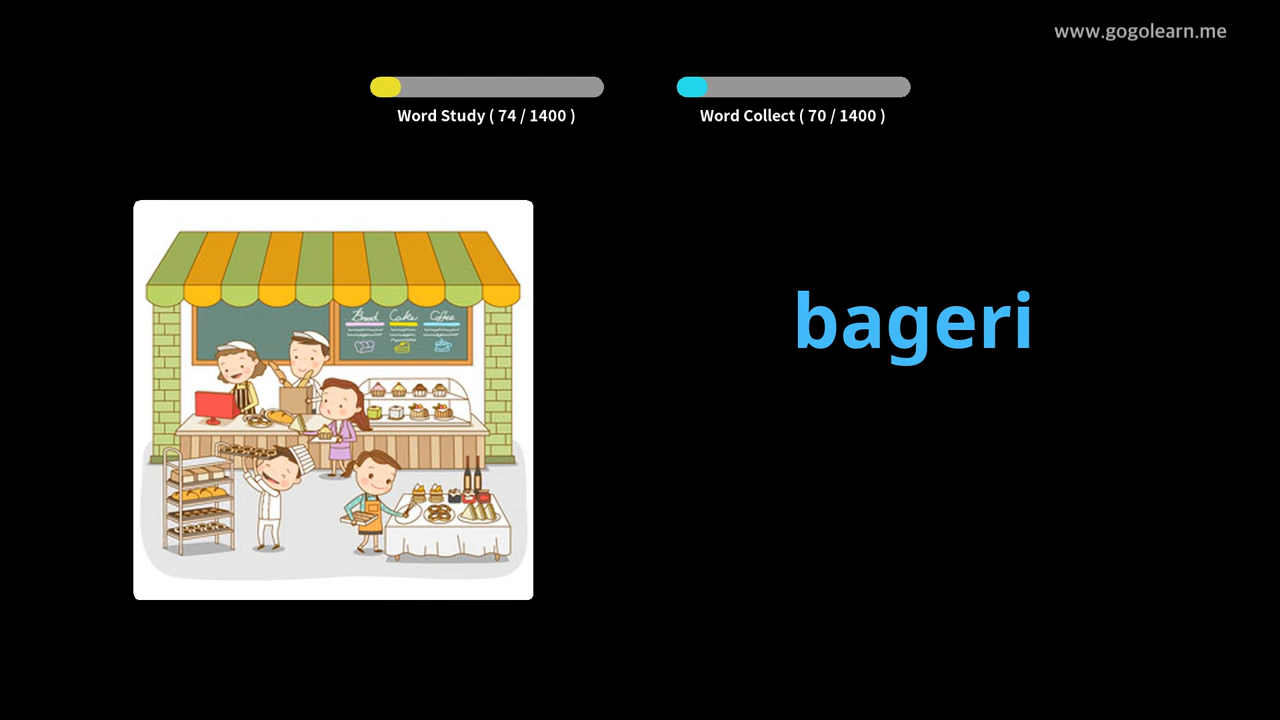 www.gogolearn.me
Word Study ( 74 / 1400 )
Word Collect ( 70 / 1400 )
Bread Cake Coffee
bageri